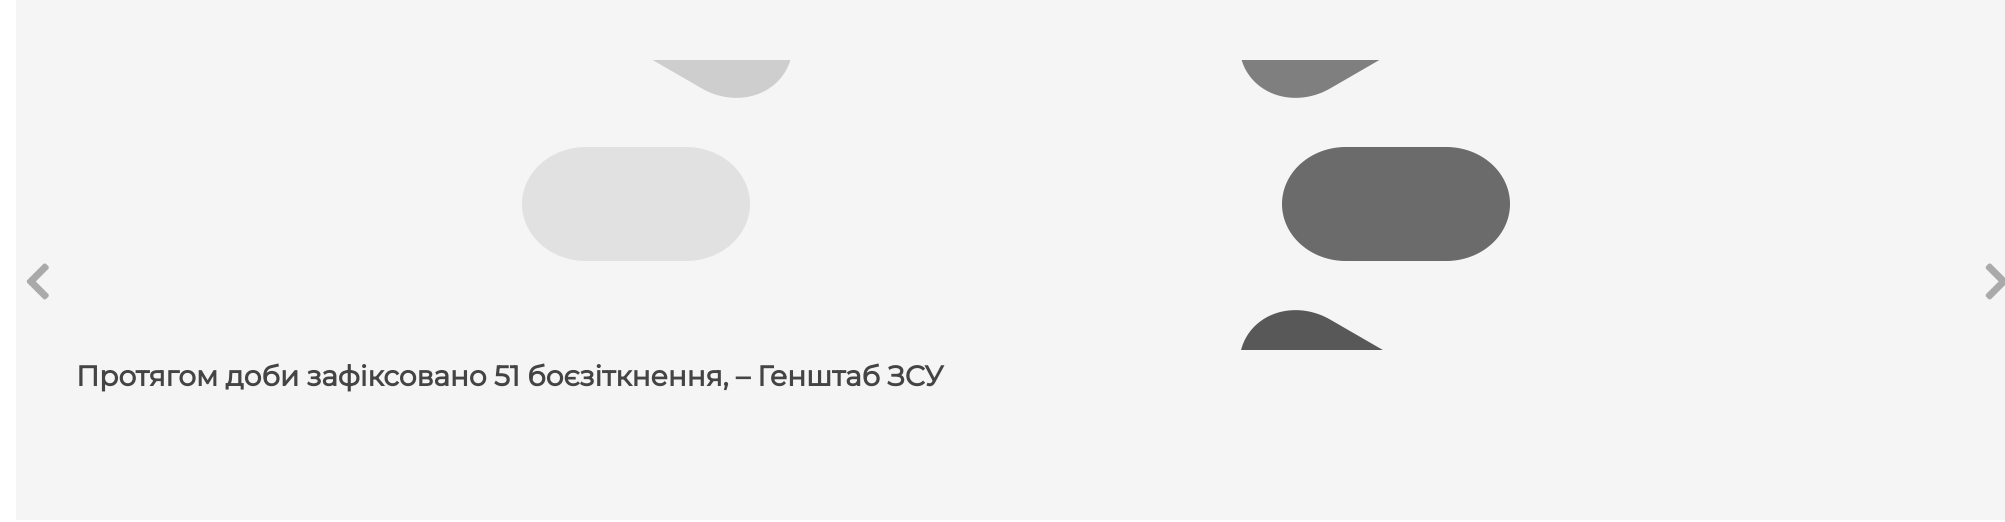 Протягом доби зафіксовано 51 боєзіткнення, – Генштаб ЗСУ